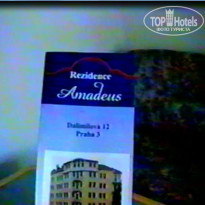 TOP Hotels
ФОТО ТУРИСТА
Rezidence
Amadeus
Dalimilova 12
Praha 3